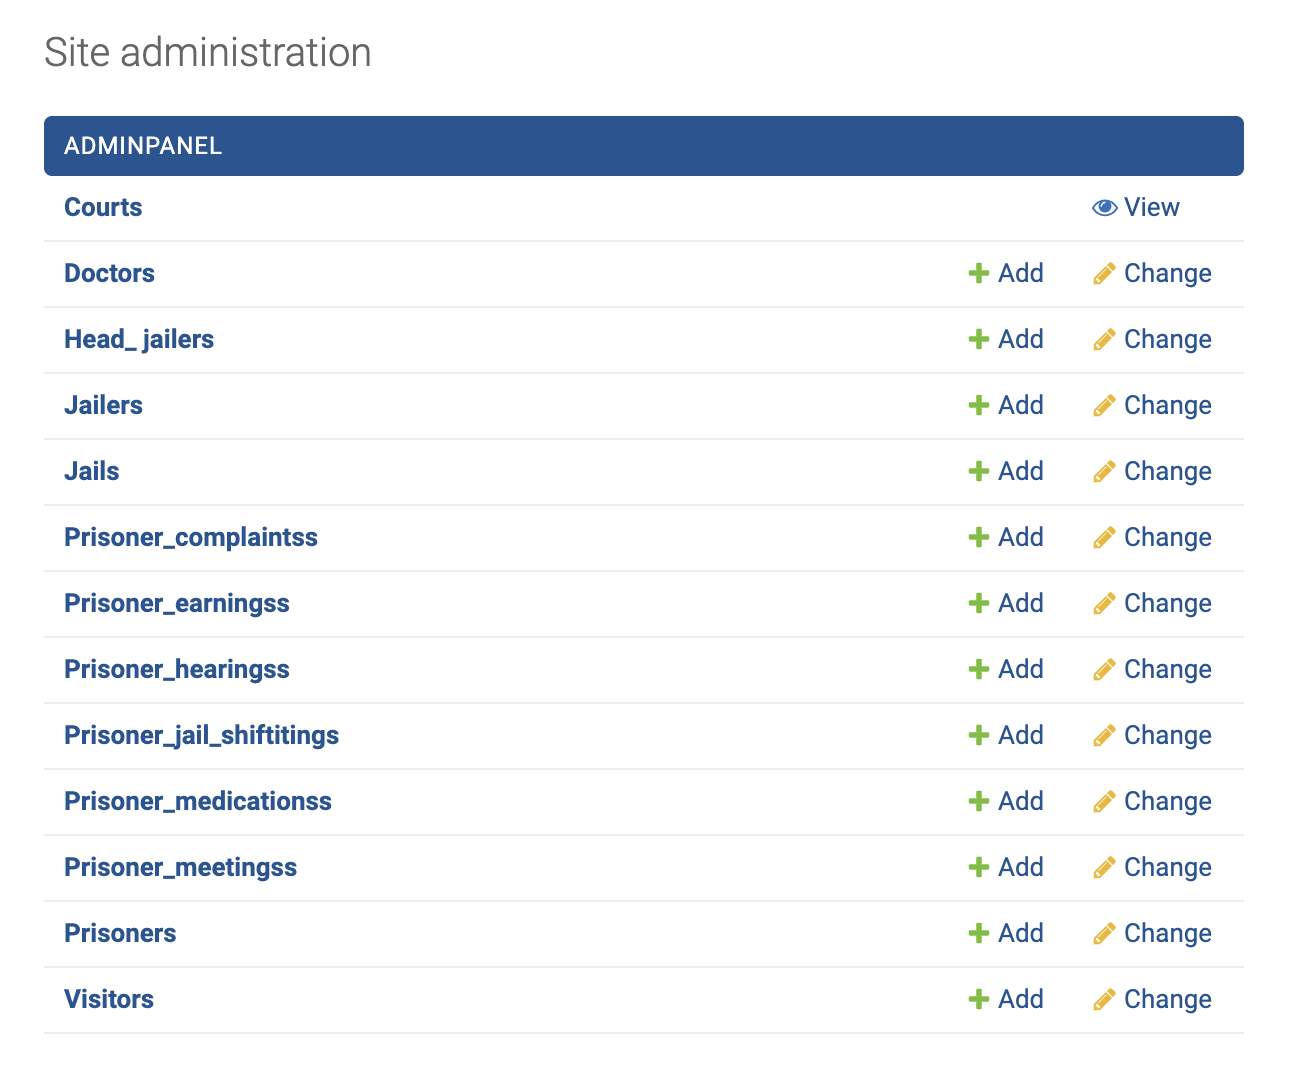 Site administration
ADMINPANEL
Courts View
Doctors Add Change
Head_ jailers Add Change
Jailers Add Change
Jails Add Change
Prisoner_complaintss Add Change
Prisoner_earningss Add Change
Prisoner_hearingss Add Change
Prisoner_jail_shiftitings Add Change
Prisoner_medicationss Add Change
Prisoner_meetingss Add Change
Prisoners Add Change
Visitors Add Change